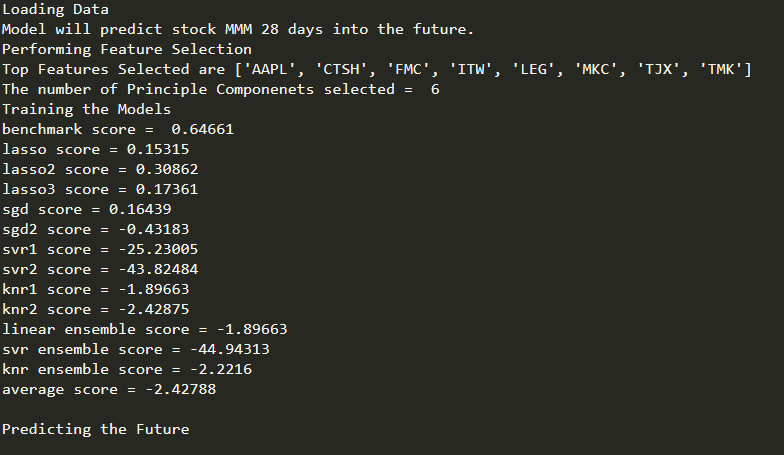 Loading Data
Model will predict stock MMM 28 days into the future.
Performing Feature Selection
Top Features Selected are ['AAPL', 'CTSH', 'FMC', 'ITW', 'LEG', 'MKC', 'TJX', 'TMK']
The number of Principle Componenets selected =  6
Training the Models
benchmark score =  0.64661
lasso score = 0.15315
lasso2 score = 0.30862
lasso3 score = 0.17361
sgd score = 0.16439
sgd2 score = -0.43183
svr1 score = -25.23005
svr2 score = -43.82484
knr1 score = -1.89663
knr2 score = -2.42875
linear ensemble score = -1.89663
svr ensemble score = -44.94313
knr ensemble score = -2.2216
average score = -2.42788
Predicting the Future